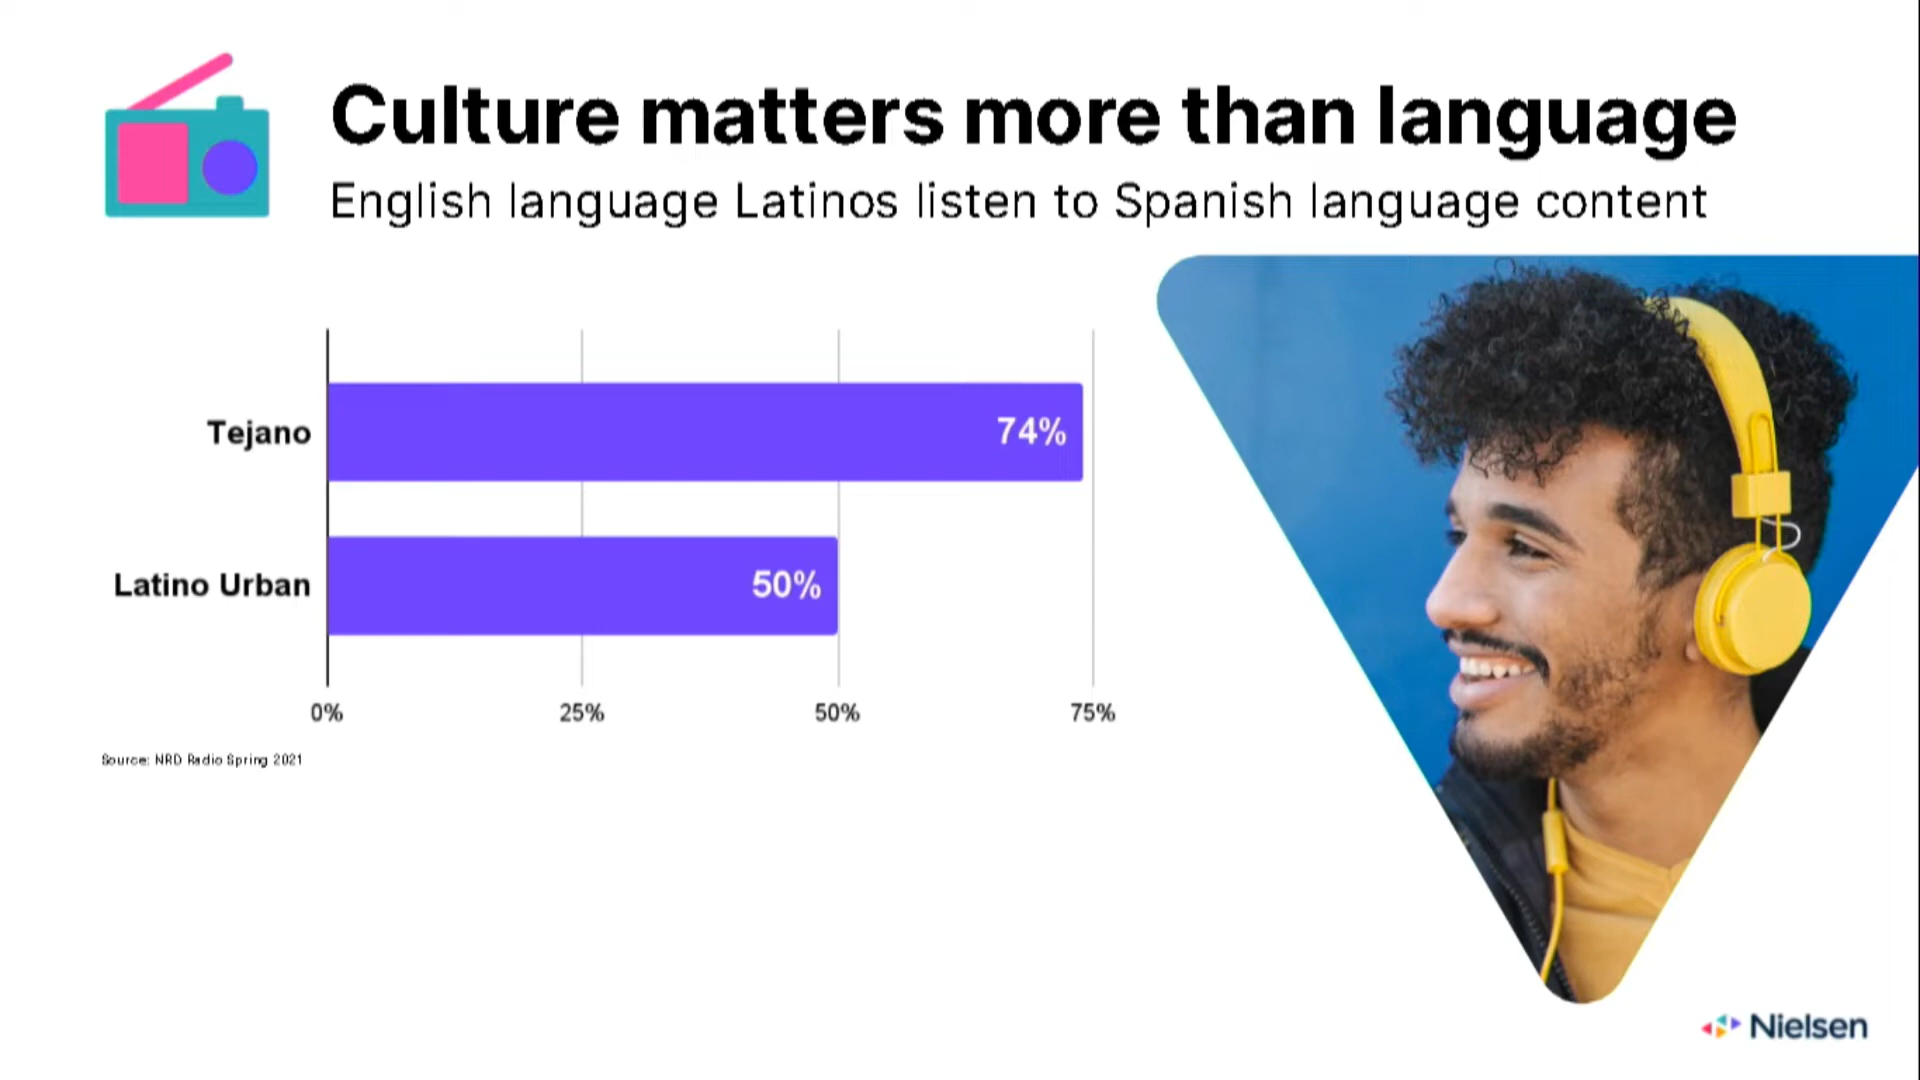 Culture matters more than language
English language Latinos listen to Spanish language content
Tejano
74%
Latino Urban
50%
0%
25%
50%
75%
Source: NRD Radio Spring 2021
Nielsen